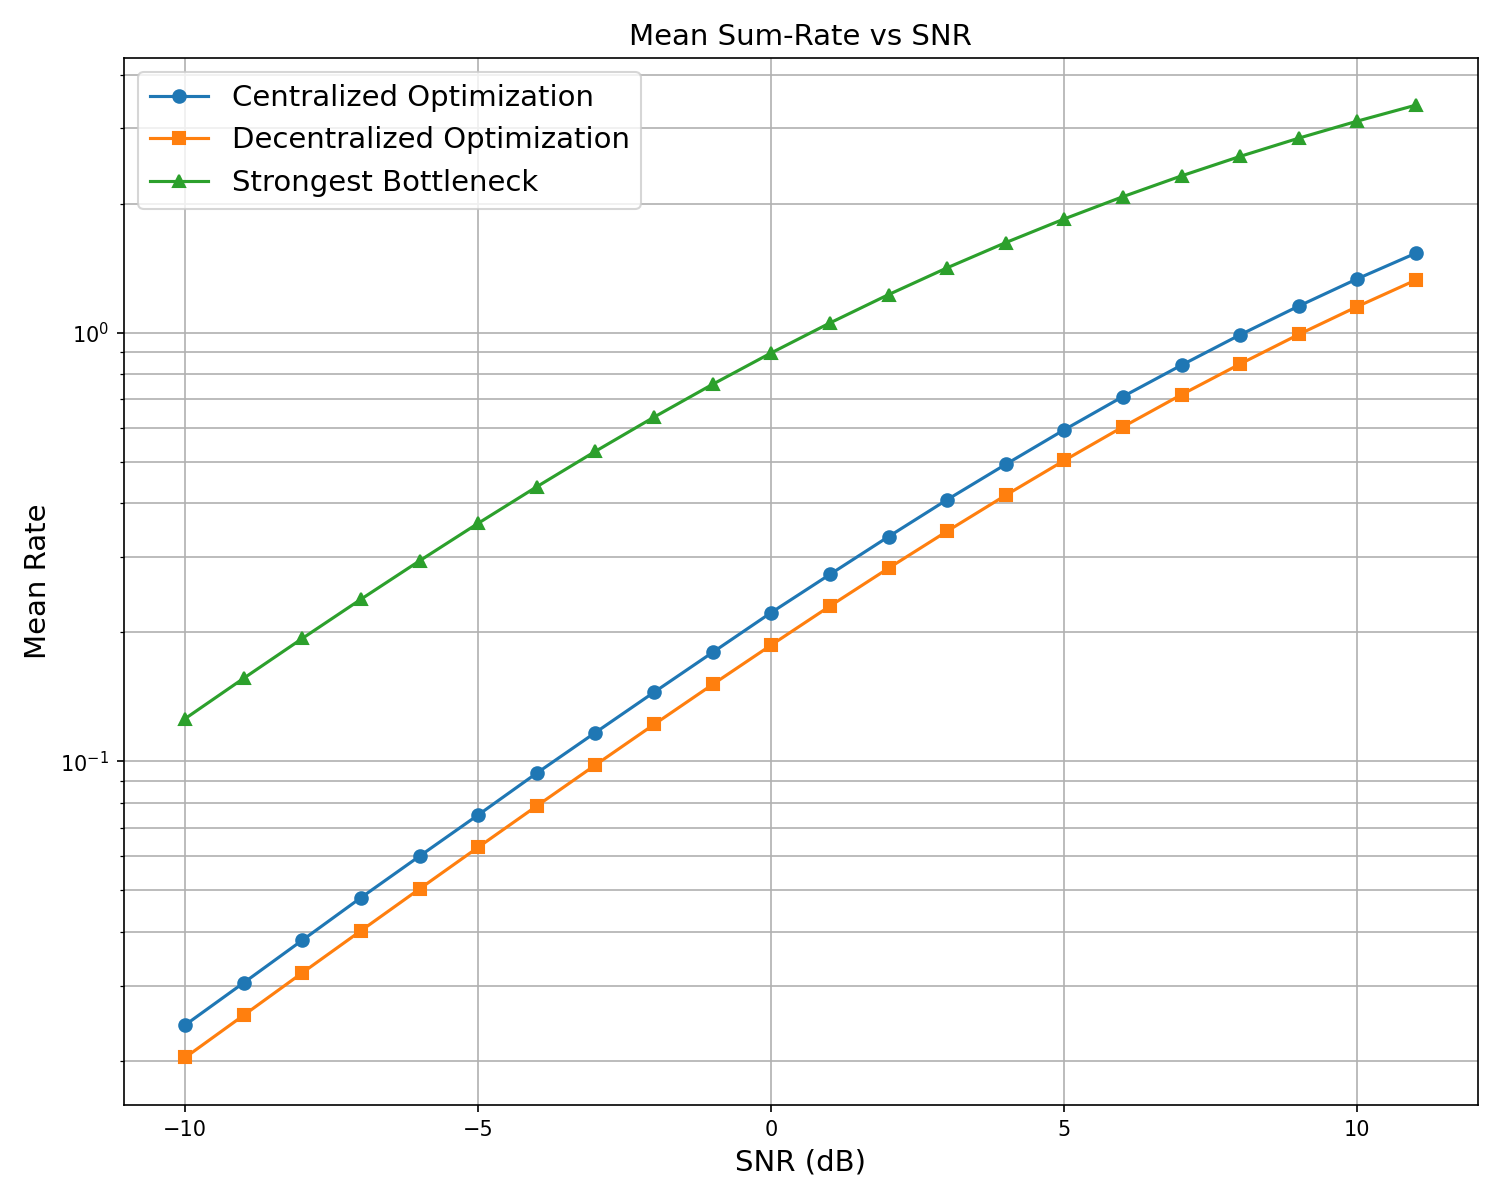 Mean Sum-Rate vs SNR
Centralized Optimization
Decentralized Optimization
Strongest Bottleneck
Mean Rate
10⁰
10⁻¹
−10
−5
0
5
10
SNR (dB)